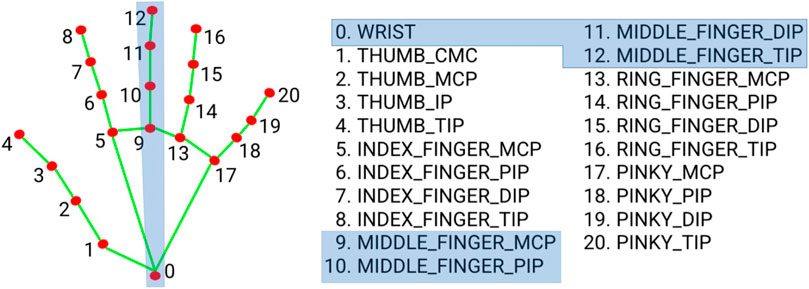 12
11
10
9
8
7
6
5
16
15
14
13
20
19
18
17
4
3
2
1
0
0. WRIST
1. THUMB_CMC
2. THUMB_MCP
3. THUMB_IP
4. THUMB_TIP
5. INDEX_FINGER_MCP
6. INDEX_FINGER_PIP
7. INDEX_FINGER_DIP
8. INDEX_FINGER_TIP
9. MIDDLE_FINGER_MCP
10. MIDDLE_FINGER_PIP
11. MIDDLE_FINGER_DIP
12. MIDDLE_FINGER_TIP
13. RING_FINGER_MCP
14. RING_FINGER_PIP
15. RING_FINGER_DIP
16. RING_FINGER_TIP
17. PINKY_MCP
18. PINKY_PIP
19. PINKY_DIP
20. PINKY_TIP